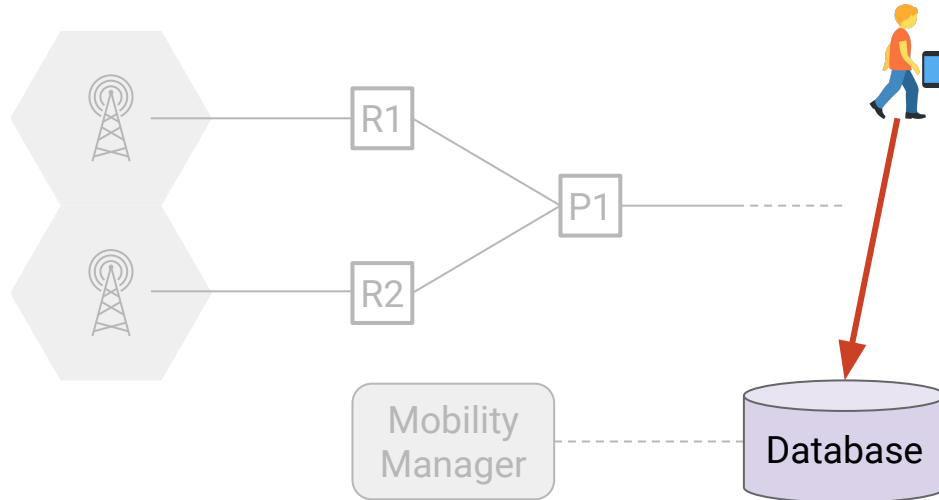 R1
P1
R2
Mobility
Manager
Database